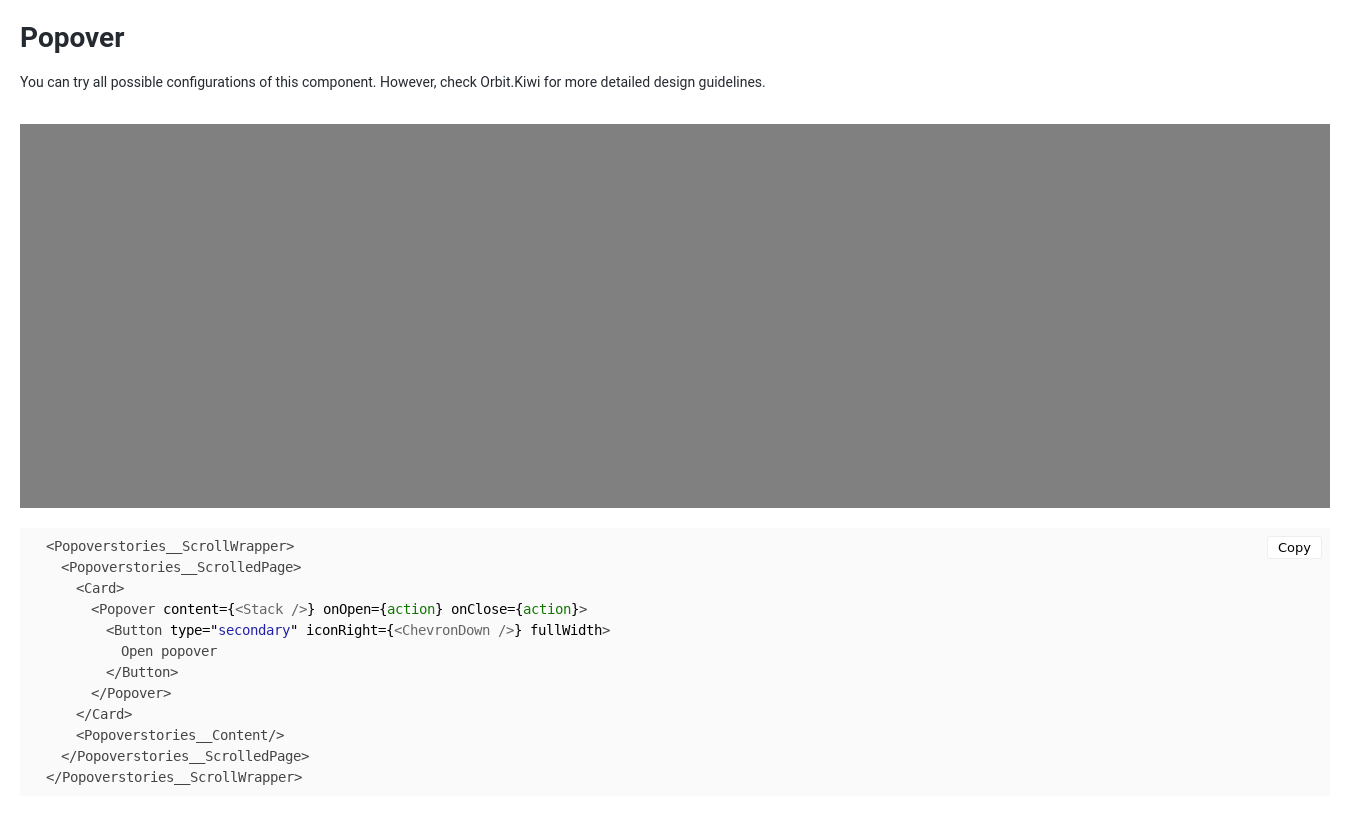 Popover
You can try all possible configurations of this component. However, check Orbit.Kiwi for more detailed design guidelines.
Copy
<Popoverstories__ScrollWrapper>
<Popoverstories__ScrolledPage>
<Card>
<Popover content={<Stack />} onOpen={action} onClose={action}>
<Button type="secondary" iconRight={<ChevronDown />} fullWidth>
Open popover
</Button>
</Popover>
</Card>
<Popoverstories__Content/>
</Popoverstories__ScrolledPage>
</Popoverstories__ScrollWrapper>